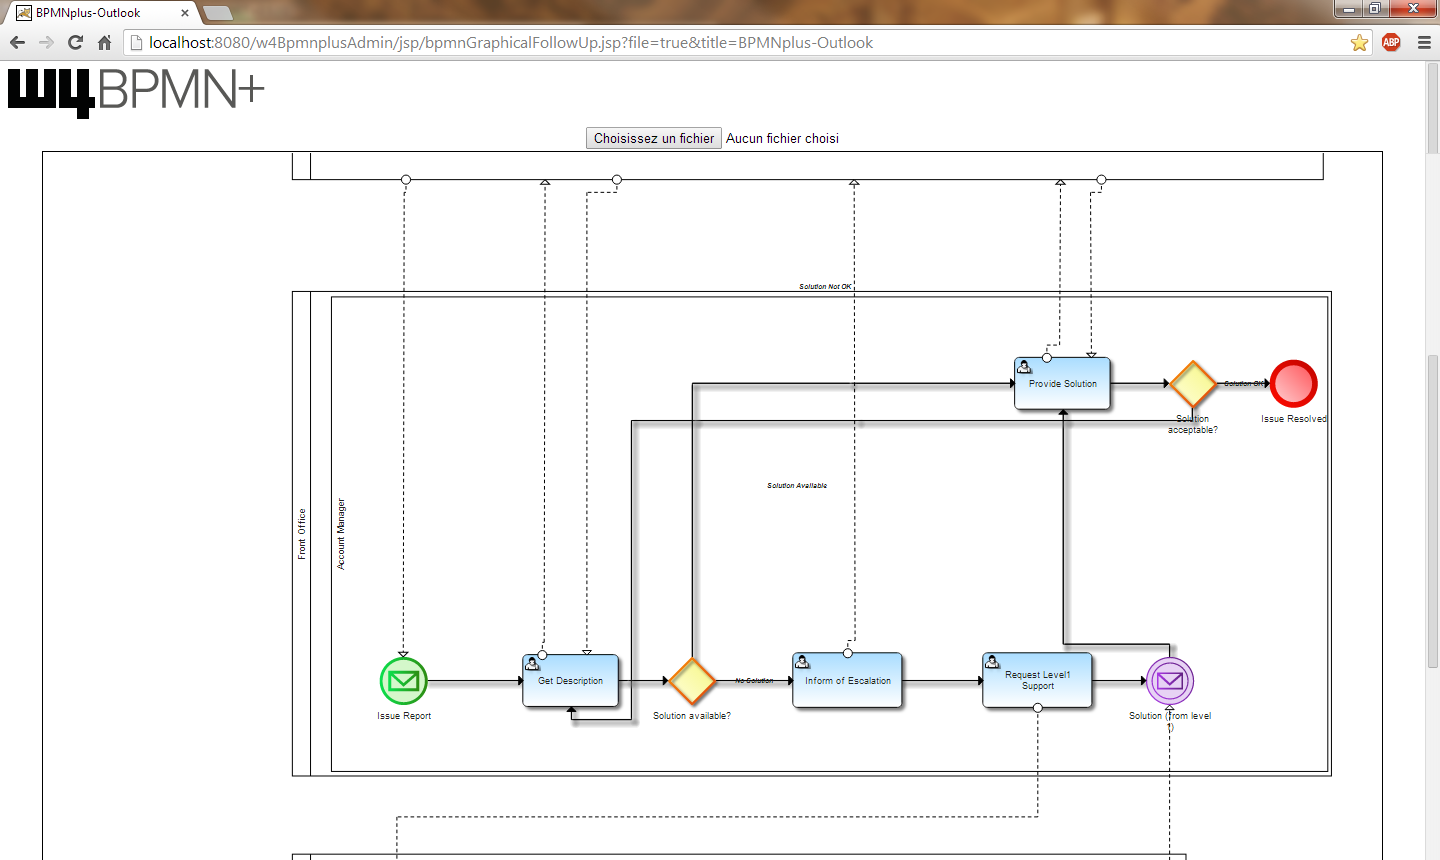 BPMNplus-Outlook
localhost:8080/w4BpmnplusAdmin/jsp/bpmnGraphicalFollowUp.jsp?file=true&title=BPMNplus-Outlook
ABP
W4BPMN+
Choisissez un fichier Aucun fichier choisi
Solution Not OK
Provide Solution
Solution OK
Solution
acceptable?
Issue Resolved
Solution Available
Front Office
Account Manager
Issue Report
Get Description
Solution available?
No Solution
Inform of Escalation
Request Level1
Support
Solution (from level
1)